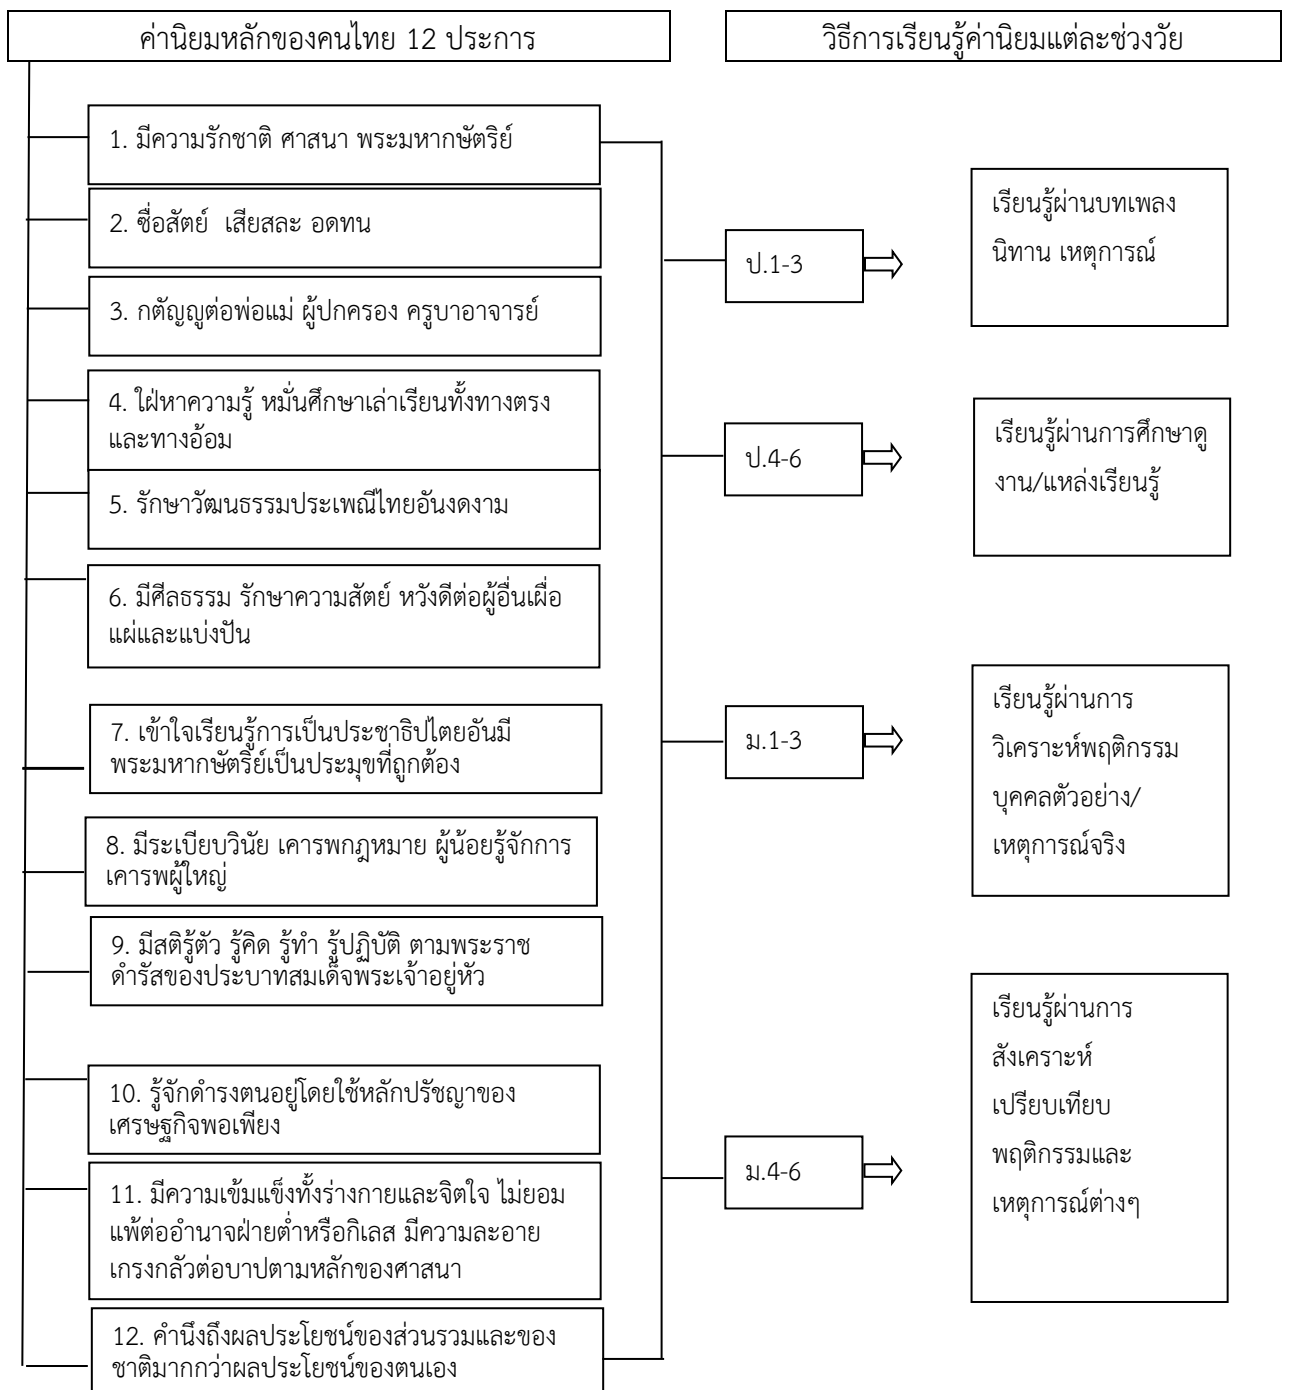 ค่านิยมหลักของคนไทย 12 ประการ
วิธีการเรียนรู้ค่านิยมแต่ละช่วงวัย
1. มีความรักชาติ ศาสนา พระมหากษัตริย์
2. ซื่อสัตย์ เสียสละ อดทน
3. กตัญญูต่อพ่อแม่ ผู้ปกครอง ครูบาอาจารย์
4. ใฝ่หาความรู้ หมั่นศึกษาเล่าเรียนทั้งทางตรง
และทางอ้อม
5. รักษาวัฒนธรรมประเพณีไทยอันงดงาม
6. มีศีลธรรม รักษาความสัตย์ หวังดีต่อผู้อื่นเผื่อ
แผ่และแบ่งปัน
7. เข้าใจเรียนรู้การเป็นประชาธิปไตยอันมี
พระมหากษัตริย์เป็นประมุขที่ถูกต้อง
8. มีระเบียบวินัย เคารพกฎหมาย ผู้น้อยรู้จักการ
เคารพผู้ใหญ่
9. มีสติรู้ตัว รู้คิด รู้ทำ รู้ปฏิบัติ ตามพระราช
ดำรัสของประบาทสมเด็จพระเจ้าอยู่หัว
10. รู้จักดำรงตนอยู่โดยใช้หลักปรัชญาของ
เศรษฐกิจพอเพียง
11. มีความเข้มแข็งทั้งร่างกายและจิตใจ ไม่ยอม
แพ้ต่ออำนาจฝ่ายต่ำหรือกิเลส มีความละอาย
เกรงกลัวต่อบาปตามหลักของศาสนา
12. คำนึงถึงผลประโยชน์ของส่วนรวมและของ
ชาติมากกว่าผลประโยชน์ของตนเอง
ป.1-3
เรียนรู้ผ่านบทเพลง
นิทาน เหตุการณ์
ป.4-6
เรียนรู้ผ่านการศึกษาดู
งาน/แหล่งเรียนรู้
ม.1-3
เรียนรู้ผ่านการ
วิเคราะห์พฤติกรรม
บุคคลตัวอย่าง/
เหตุการณ์จริง
ม.4-6
เรียนรู้ผ่านการ
สังเคราะห์
เปรียบเทียบ
พฤติกรรมและ
เหตุการณ์ต่างๆ